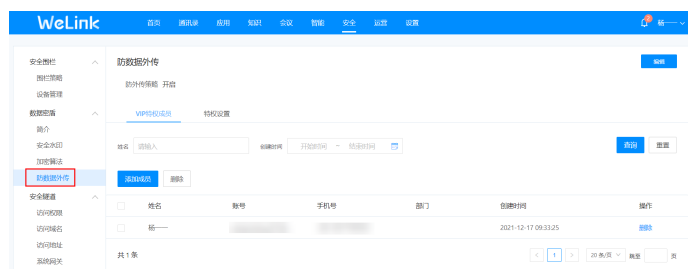 WeLink 首页 通讯录 应用 知识 会议 智能 安全 运营 设置 2 杨一
安全围栏
围栏策略
设备管理
数据密盾
简介
安全水印
加密算法
防数据外传
安全隧道
访问权限
访问域名
访问地址
系统网关
防数据外传 编辑
防外传策略 开启
VIP特权成员 特权设置
姓名 请输入 创建时间 开始时间 - 结束时间 查询 重置
添加成员 删除
姓名 账号 手机号 部门 创建时间 操作
杨一 2021-12-17 09:33:25 删除
共 1 条 < 1 > 20 条/页 跳至 页